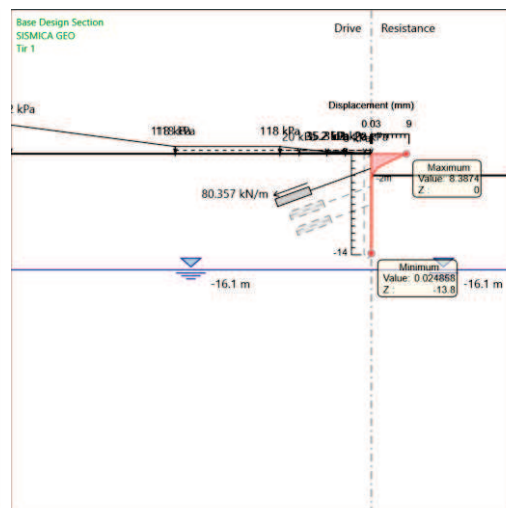 Base Design Section
SISMICA GEO
Tir 1
Drive
Resistance
Displacement (mm)
0.03 9
2 kPa
118 kPa
20 kPa
Maximum
Value: 8.3874
Z : 0
-2m
80.357 kN/m
-14
Minimum
Value: 0.024868
Z : -13.8
-16.1 m
-16.1 m